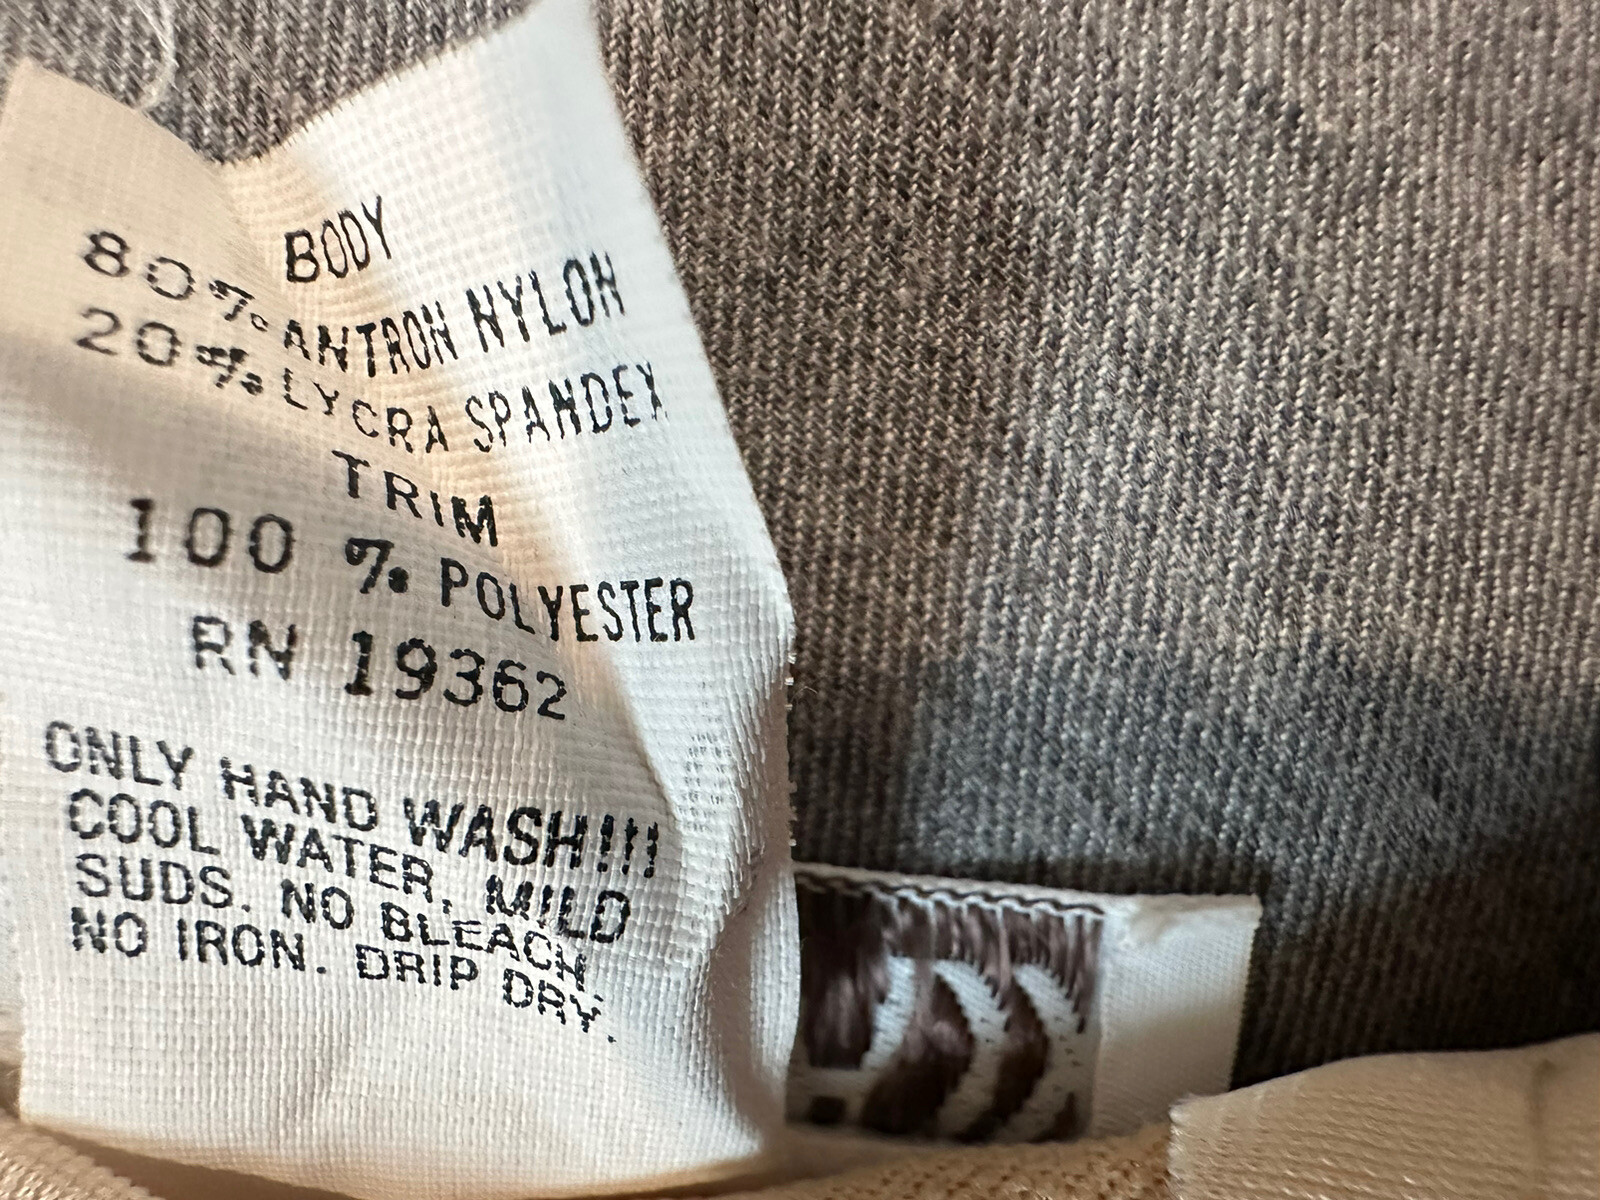 BODY
80% ANTRON NYLON
20% LYCRA SPANDEX
TRIM
100 % POLYESTER
RN 19362
ONLY HAND WASH!!!
COOL WATER, MILD
SUDS. NO BLEACH.
NO IRON. DRIP DRY.